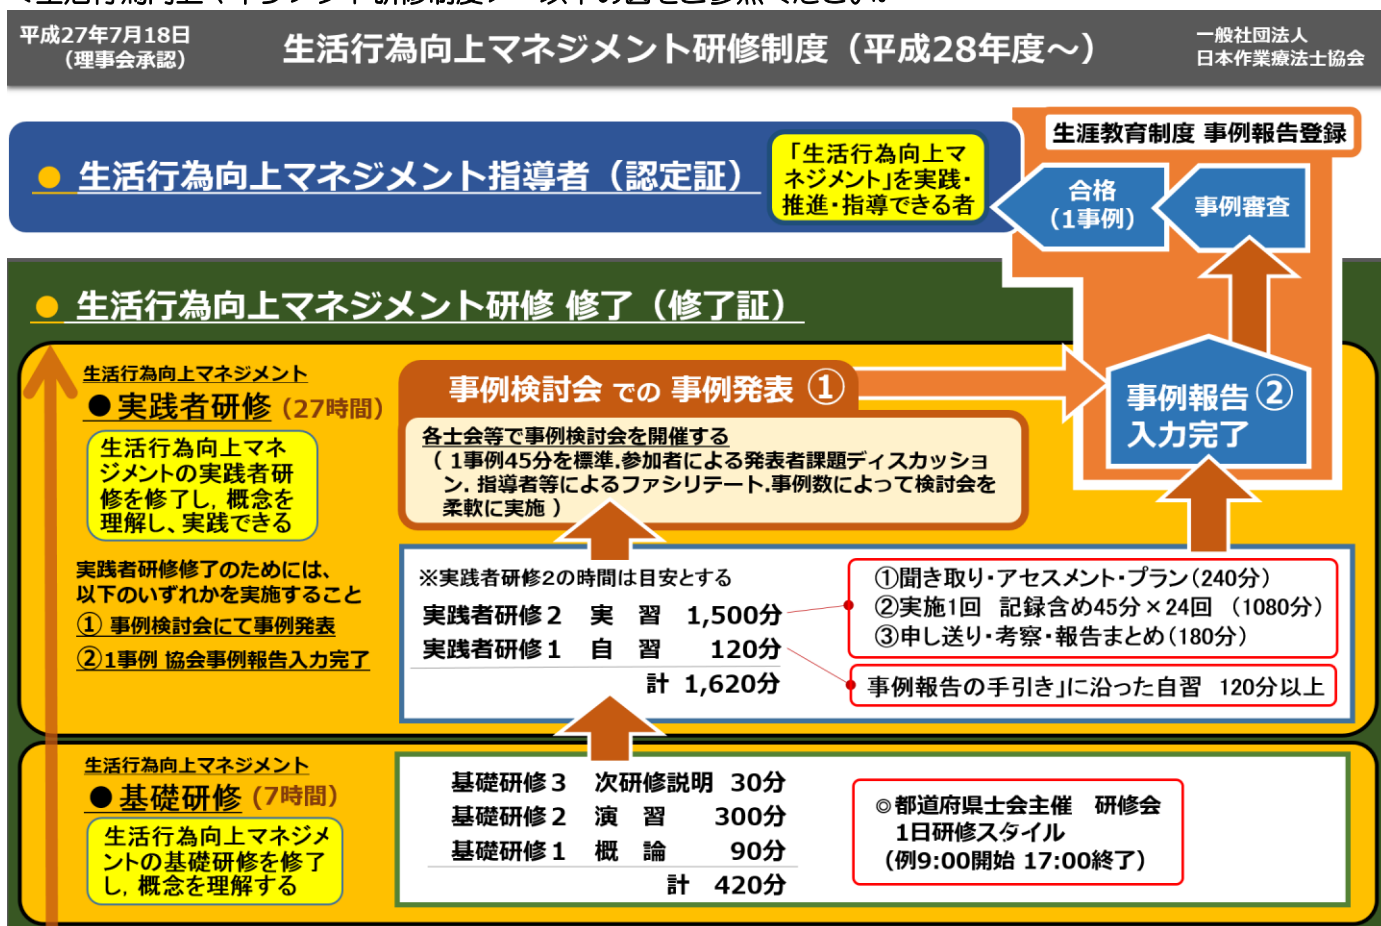 平成27年7月18日
（理事会承認）
生活行為向上マネジメント研修制度（平成28年度～）
一般社団法人
日本作業療法士協会
生涯教育制度 事例報告登録
● 生活行為向上マネジメント指導者（認定証）
「生活行為向上マ
ネジメント」を実践・
推進・指導できる者
合格
（1事例）
事例審査
● 生活行為向上マネジメント研修 修了（修了証）
生活行為向上マネジメント
●実践者研修（27時間）
生活行為向上マネ
ジメントの実践者研
修を修了し, 概念を
理解し、実践できる
実践者研修修了のためには、
以下のいずれかを実施すること
① 事例検討会にて事例発表
②1事例 協会事例報告入力完了
事例検討会 での 事例発表 ①
各士会等で事例検討会を開催する
（ 1事例45分を標準.参加者による発表者課題ディスカッショ
ン. 指導者等によるファシリテート.事例数によって検討会を
柔軟に実施 ）
事例報告②
入力完了
※実践者研修２の時間は目安とする
実践者研修２ 実 習 1,500分
実践者研修１ 自 習 120分
計 1,620分
①聞き取り・アセスメント・プラン（240分）
②実施1回 記録含め45分×24回 （1080分）
③申し送り・考察・報告まとめ（180分）
事例報告の手引き」に沿った自習 120分以上
生活行為向上マネジメント
●基礎研修（7時間）
生活行為向上マネジメ
ントの基礎研修を修了
し, 概念を理解する
基礎研修３ 次研修説明 30分
基礎研修２ 演 習 300分
基礎研修１ 概 論 90分
計 420分
◎都道府県士会主催 研修会
1日研修スタイル
（例9:00開始 17:00終了）